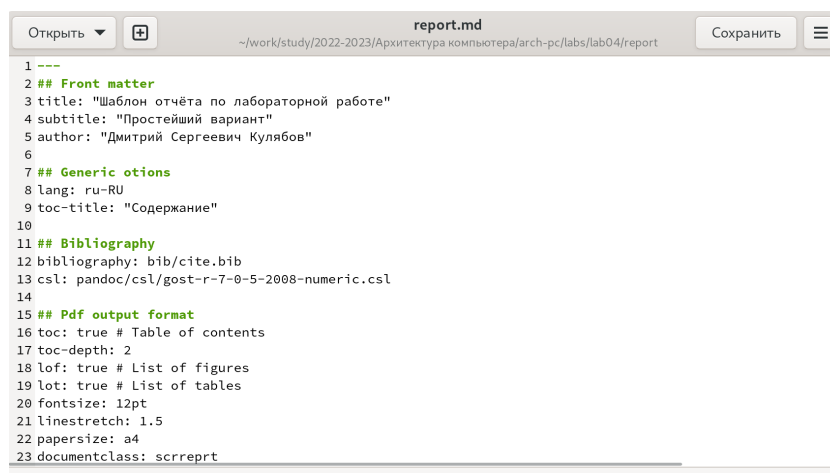 Открыть
report.md
~/work/study/2022-2023/Архитектура компьютера/arch-pc/labs/lab04/report
Сохранить
1 ---
2 ## Front matter
3 title: "Шаблон отчёта по лабораторной работе"
4 subtitle: "Простейший вариант"
5 author: "Дмитрий Сергеевич Кулябов"
6
7 ## Generic otions
8 lang: ru-RU
9 toc-title: "Содержание"
10
11 ## Bibliography
12 bibliography: bib/cite.bib
13 csl: pandoc/csl/gost-r-7-0-5-2008-numeric.csl
14
15 ## Pdf output format
16 toc: true # Table of contents
17 toc-depth: 2
18 lof: true # List of figures
19 lot: true # List of tables
20 fontsize: 12pt
21 linestretch: 1.5
22 papersize: a4
23 documentclass: scrreprt